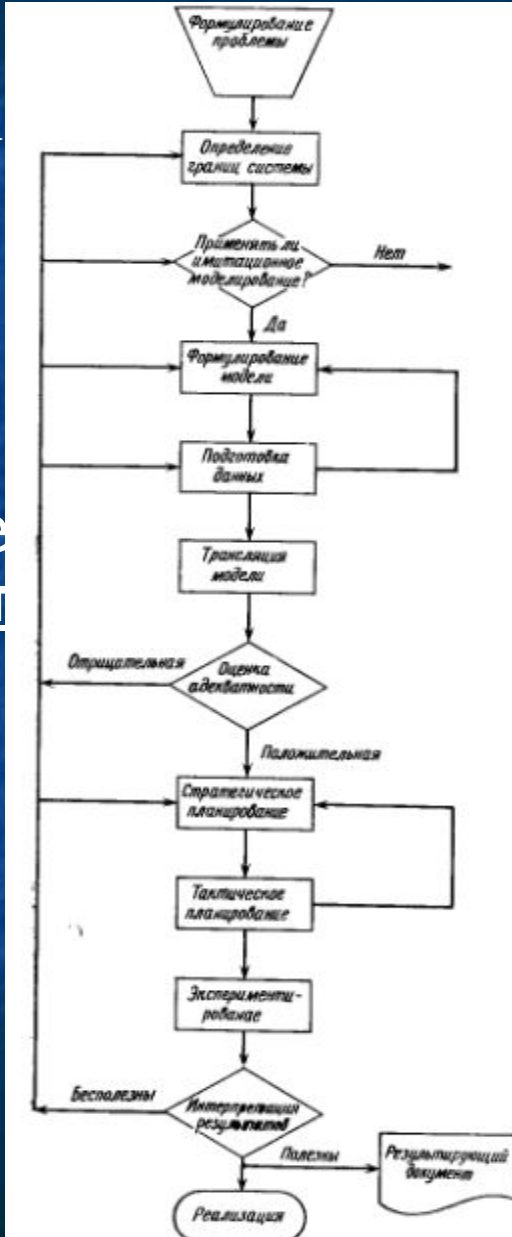 Формулирование
проблемы
Определение
границ системы
Применять ли
имитационное
моделирование?
Нет
Да
Формулирование
модели
Подготовка
данных
Трансляция
модели
Отрицательная
Оценка
адекватности
Положительная
Стратегическое
планирование
Тактическое
планирование
Эксперименти-
рование
Бесполезны
Интерпретация
результатов
Полезны
Результирующий
документ
Реализация